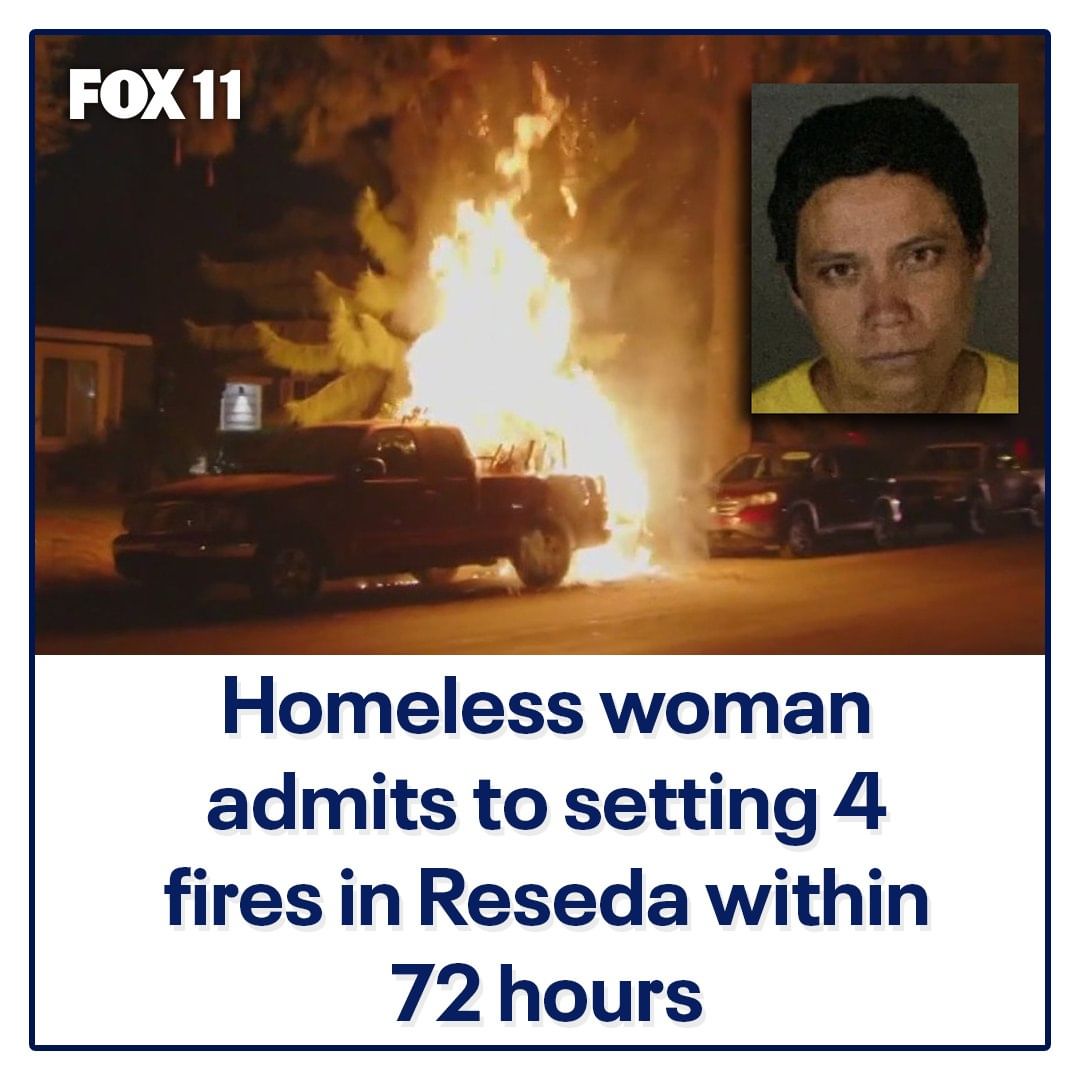 FOX 11
Homeless woman
admits to setting 4
fires in Reseda within
72 hours